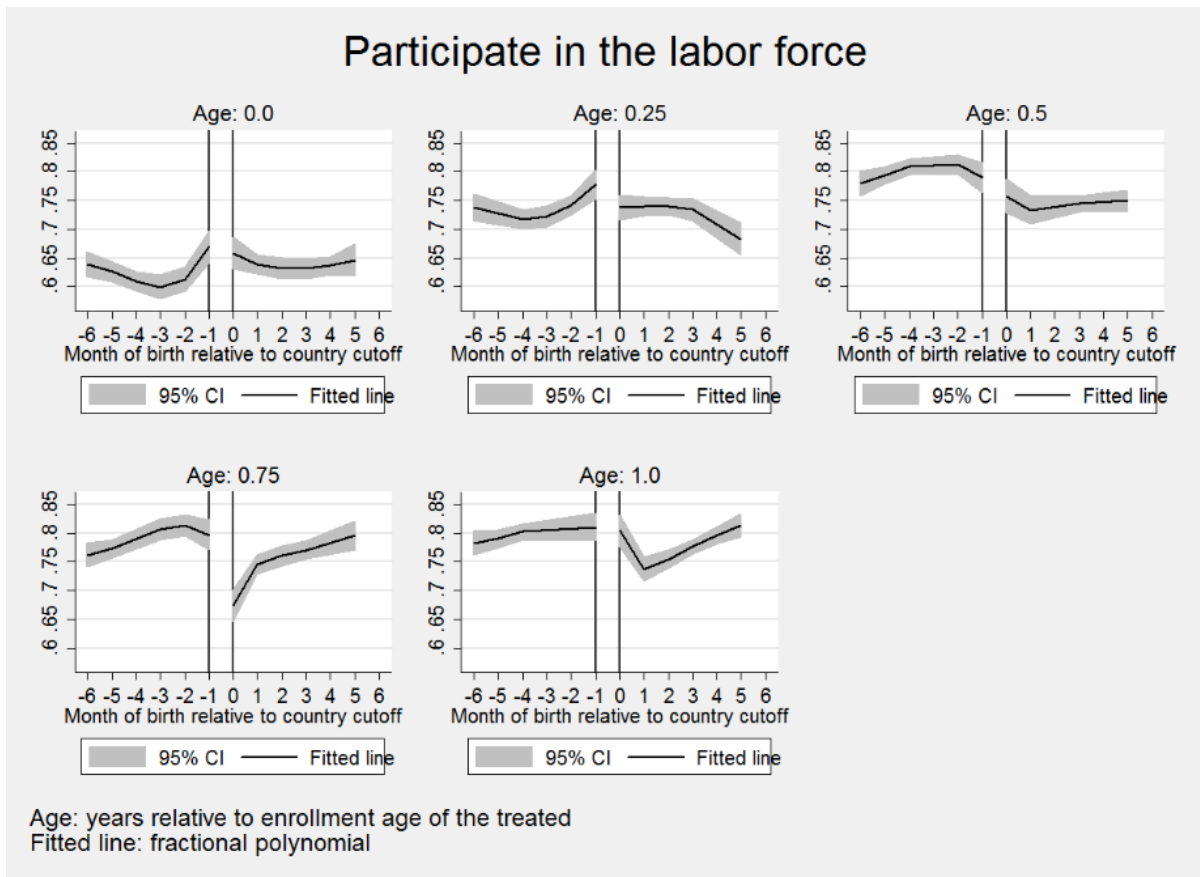 Participate in the labor force
Age: 0.0
.6 .65 .7 .75 .8 .85
-6 -5 -4 -3 -2 -1 0 1 2 3 4 5 6
Month of birth relative to country cutoff
95% CI Fitted line
Age: 0.25
.6 .65 .7 .75 .8 .85
-6 -5 -4 -3 -2 -1 0 1 2 3 4 5 6
Month of birth relative to country cutoff
95% CI Fitted line
Age: 0.5
.6 .65 .7 .75 .8 .85
-6 -5 -4 -3 -2 -1 0 1 2 3 4 5 6
Month of birth relative to country cutoff
95% CI Fitted line
Age: 0.75
.6 .65 .7 .75 .8 .85
-6 -5 -4 -3 -2 -1 0 1 2 3 4 5 6
Month of birth relative to country cutoff
95% CI Fitted line
Age: 1.0
.6 .65 .7 .75 .8 .85
-6 -5 -4 -3 -2 -1 0 1 2 3 4 5 6
Month of birth relative to country cutoff
95% CI Fitted line
Age: years relative to enrollment age of the treated
Fitted line: fractional polynomial